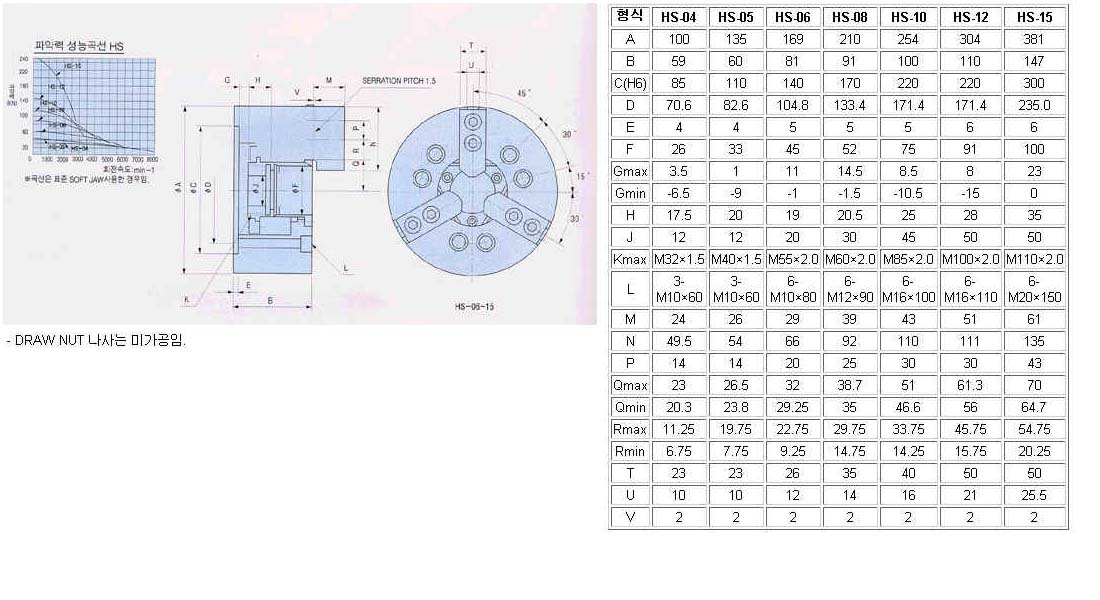 파악력 성능곡선 HS
240
220
180
140
100
60
20
HS-15
HS-12
HS-10
HS-08
HS-06
HS-05 HS-04
0 1000 2000 3000 4000 5000 6000 7000 8000
회전속도:min-1
※곡선은 표준 SOFT JAW사용한 경우임.
G H M
SERRATION PITCH 1.5
V
P
N
R
Q
φA φC φD φJ φF
L
E
K
B
T
U
45°
30°
15°
30°
HS-06~15
- DRAW NUT 나사는 미가공임.
형식 HS-04 HS-05 HS-06 HS-08 HS-10 HS-12 HS-15
A 100 135 169 210 254 304 381
B 59 60 81 91 100 110 147
C(H6) 85 110 140 170 220 220 300
D 70.6 82.6 104.8 133.4 171.4 171.4 235.0
E 4 4 5 5 5 6 6
F 26 33 45 52 75 91 100
Gmax 3.5 1 11 14.5 8.5 8 23
Gmin -6.5 -9 -1 -1.5 -10.5 -15 0
H 17.5 20 19 20.5 25 28 35
J 12 12 20 30 45 50 50
Kmax M32×1.5 M40×1.5 M55×2.0 M60×2.0 M85×2.0 M100×2.0 M110×2.0
L 3-M10×60 3-M10×60 6-M10×80 6-M12×90 6-M16×100 6-M16×110 6-M20×150
M 24 26 29 39 43 51 61
N 49.5 54 66 92 110 111 135
P 14 14 20 25 30 30 43
Qmax 23 26.5 32 38.7 51 61.3 70
Qmin 20.3 23.8 29.25 35 46.6 56 64.7
Rmax 11.25 19.75 22.75 29.75 33.75 45.75 54.75
Rmin 6.75 7.75 9.25 14.75 14.25 15.75 20.25
T 23 23 26 35 40 50 50
U 10 10 12 14 16 21 25.5
V 2 2 2 2 2 2 2